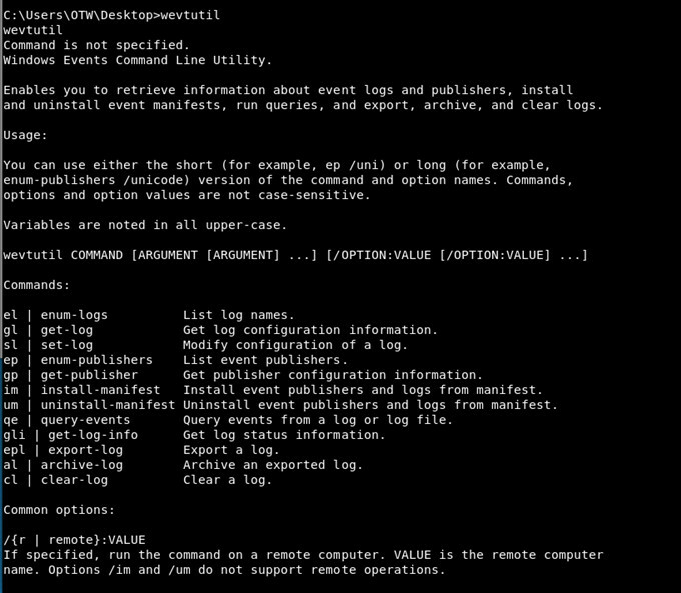 C:\Users\OTW\Desktop>wevtutil
wevtutil
Command is not specified.
Windows Events Command Line Utility.
Enables you to retrieve information about event logs and publishers, install
and uninstall event manifests, run queries, and export, archive, and clear logs.
Usage:
You can use either the short (for example, ep /uni) or long (for example,
enum-publishers /unicode) version of the command and option names. Commands,
options and option values are not case-sensitive.
Variables are noted in all upper-case.
wevtutil COMMAND [ARGUMENT [ARGUMENT] ...] [/OPTION:VALUE [/OPTION:VALUE] ...]
Commands:
el | enum-logs          List log names.
gl | get-log            Get log configuration information.
sl | set-log            Modify configuration of a log.
ep | enum-publishers    List event publishers.
gp | get-publisher      Get publisher configuration information.
im | install-manifest   Install event publishers and logs from manifest.
um | uninstall-manifest Uninstall event publishers and logs from manifest.
qe | query-events       Query events from a log or log file.
gli | get-log-info      Get log status information.
epl | export-log        Export a log.
al | archive-log        Archive an exported log.
cl | clear-log          Clear a log.
Common options:
/{r | remote}:VALUE
If specified, run the command on a remote computer. VALUE is the remote computer
name. Options /im and /um do not support remote operations.